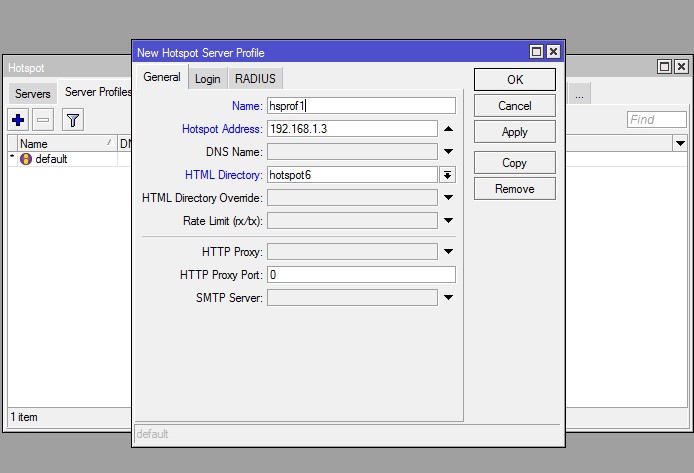 New Hotspot Server Profile
Hotspot
General Login RADIUS
OK
Servers Server Profiles ...
Name: hsprof1
Cancel
Find
Hotspot Address: 192.168.1.3
Apply
Name DN
DNS Name:
* default
Copy
HTML Directory: hotspot6
Remove
HTML Directory Override:
Rate Limit (rx/tx):
HTTP Proxy:
HTTP Proxy Port: 0
SMTP Server:
1 item
default